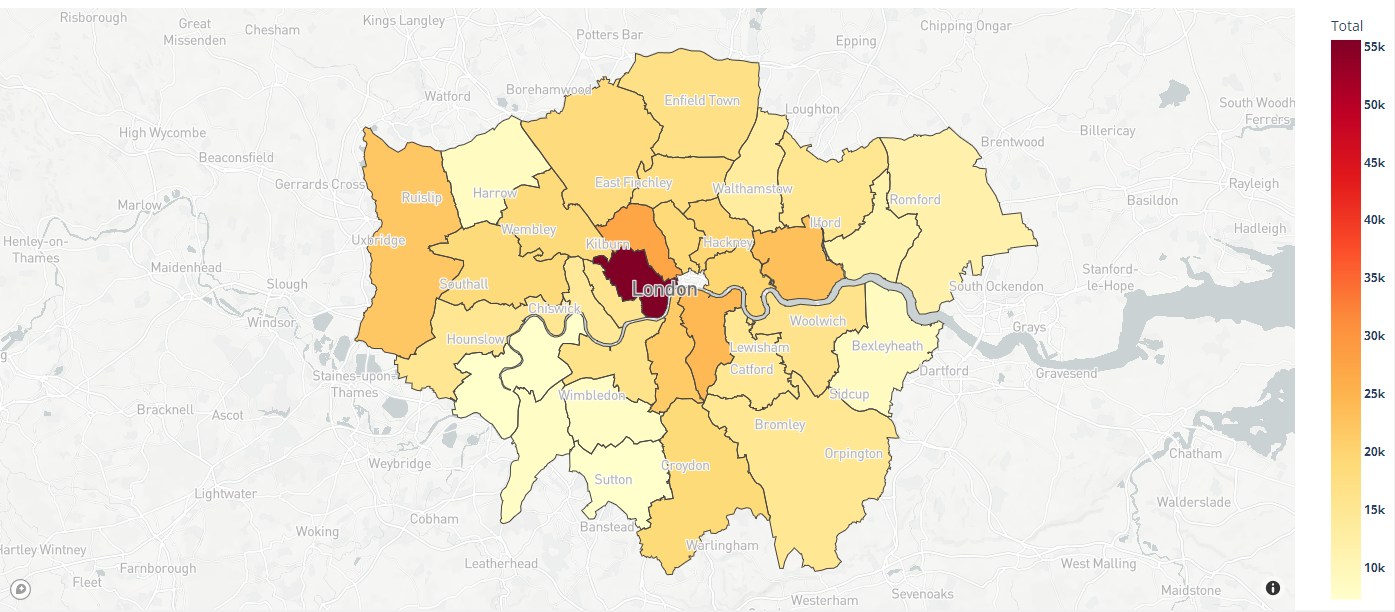 Risborough
Great
Missenden
Chesham
Kings Langley
Potters Bar
Epping
Chipping Ongar
Total
55k
Watford
Borehamwood
Enfield Town
Loughton
South Woodh
Ferrers
50k
High Wycombe
Brentwood
Billericay
Beaconsfield
45k
Gerrards Cross
Ruislip
Harrow
East Finchley
Walthamstow
Romford
Rayleigh
Marlow
Basildon
40k
Henley-on-
Thames
Uxbridge
Wembley
Kilburn
Hackney
Ilford
Hadleigh
Maidenhead
Slough
Southall
London
South Ockendon
Stanford-
le-Hope
35k
Windsor
Chiswick
Woolwich
Grays
30k
Hounslow
Lewisham
Bexleyheath
Staines-upon-
Thames
Catford
Dartford
Gravesend
g
25k
Bracknell
Ascot
Wimbledon
Sidcup
Bromley
20k
Weybridge
Croydon
Orpington
Chatham
Sutton
Lightwater
Walderslade
15k
Cobham
Banstead
Woking
Warlingham
Hartley Wintney
Farnborough
Leatherhead
West Malling
10k
Fleet
Westerham
Sevenoaks
Maidstone
i